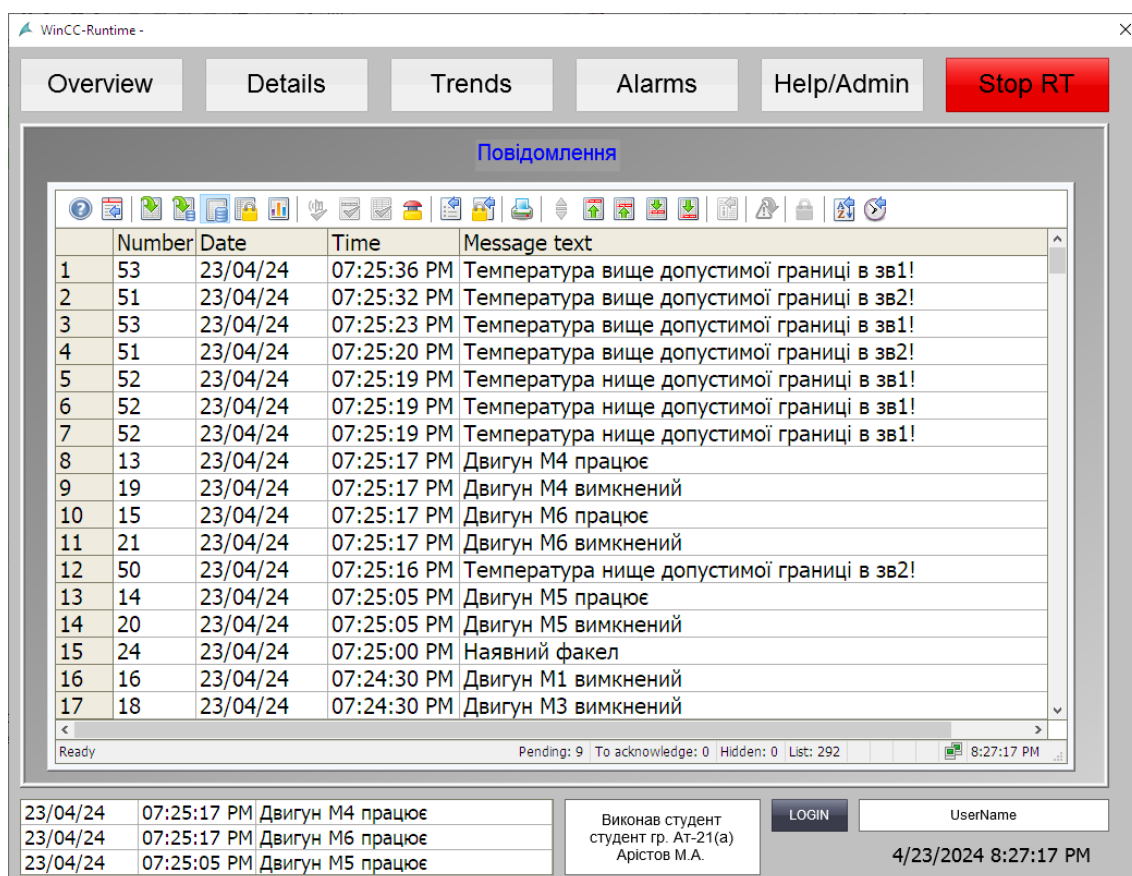 WinCC-Runtime -
Overview Details Trends Alarms Help/Admin Stop RT
Повідомлення
Number Date Time Message text
1 53 23/04/24 07:25:36 PM Температура вище допустимої границі в зв1!
2 51 23/04/24 07:25:32 PM Температура вище допустимої границі в зв2!
3 53 23/04/24 07:25:23 PM Температура вище допустимої границі в зв1!
4 51 23/04/24 07:25:20 PM Температура вище допустимої границі в зв2!
5 52 23/04/24 07:25:19 PM Температура нище допустимої границі в зв1!
6 52 23/04/24 07:25:19 PM Температура нище допустимої границі в зв1!
7 52 23/04/24 07:25:19 PM Температура нище допустимої границі в зв1!
8 13 23/04/24 07:25:17 PM Двигун М4 працює
9 19 23/04/24 07:25:17 PM Двигун М4 вимкнений
10 15 23/04/24 07:25:17 PM Двигун М6 працює
11 21 23/04/24 07:25:17 PM Двигун М6 вимкнений
12 50 23/04/24 07:25:16 PM Температура нище допустимої границі в зв2!
13 14 23/04/24 07:25:05 PM Двигун М5 працює
14 20 23/04/24 07:25:05 PM Двигун М5 вимкнений
15 24 23/04/24 07:25:00 PM Наявний факел
16 16 23/04/24 07:24:30 PM Двигун М1 вимкнений
17 18 23/04/24 07:24:30 PM Двигун М3 вимкнений
Ready Pending: 9 To acknowledge: 0 Hidden: 0 List: 292 8:27:17 PM
23/04/24 07:25:17 PM Двигун М4 працює
23/04/24 07:25:17 PM Двигун М6 працює
23/04/24 07:25:05 PM Двигун М5 працює
Виконав студент
студент гр. Ат-21(а)
Арістов М.А.
LOGIN UserName
4/23/2024 8:27:17 PM